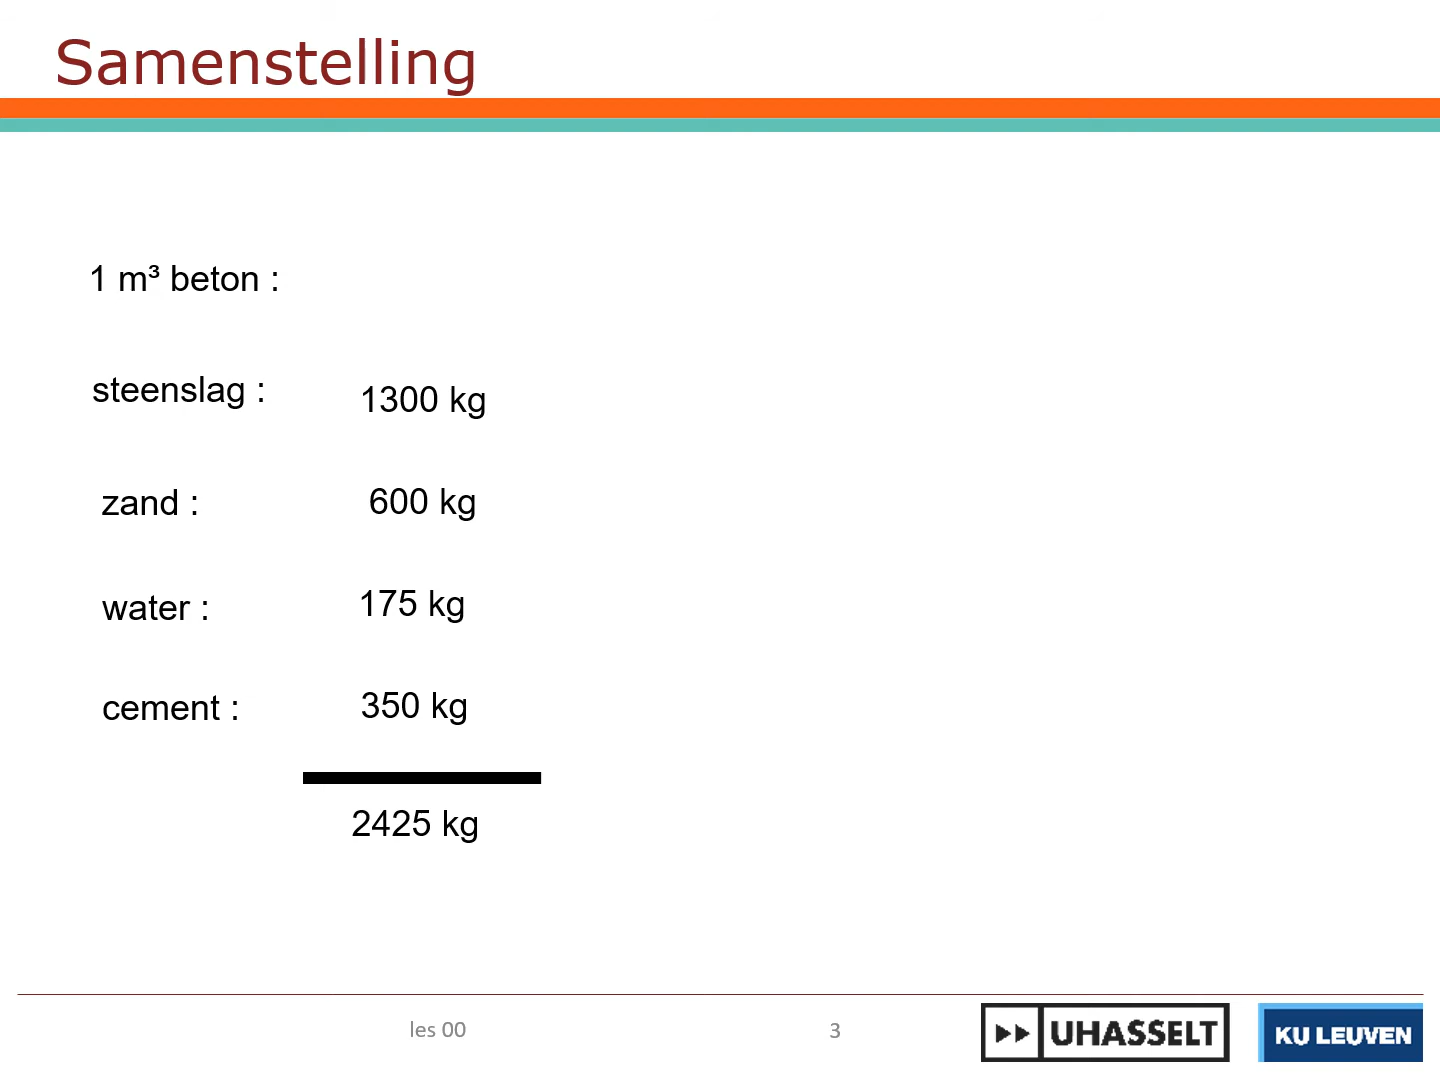 Samenstelling
1 m³ beton :
steenslag : 1300 kg
zand : 600 kg
water : 175 kg
cement : 350 kg
2425 kg
les 00 3 UHASSELT KU LEUVEN